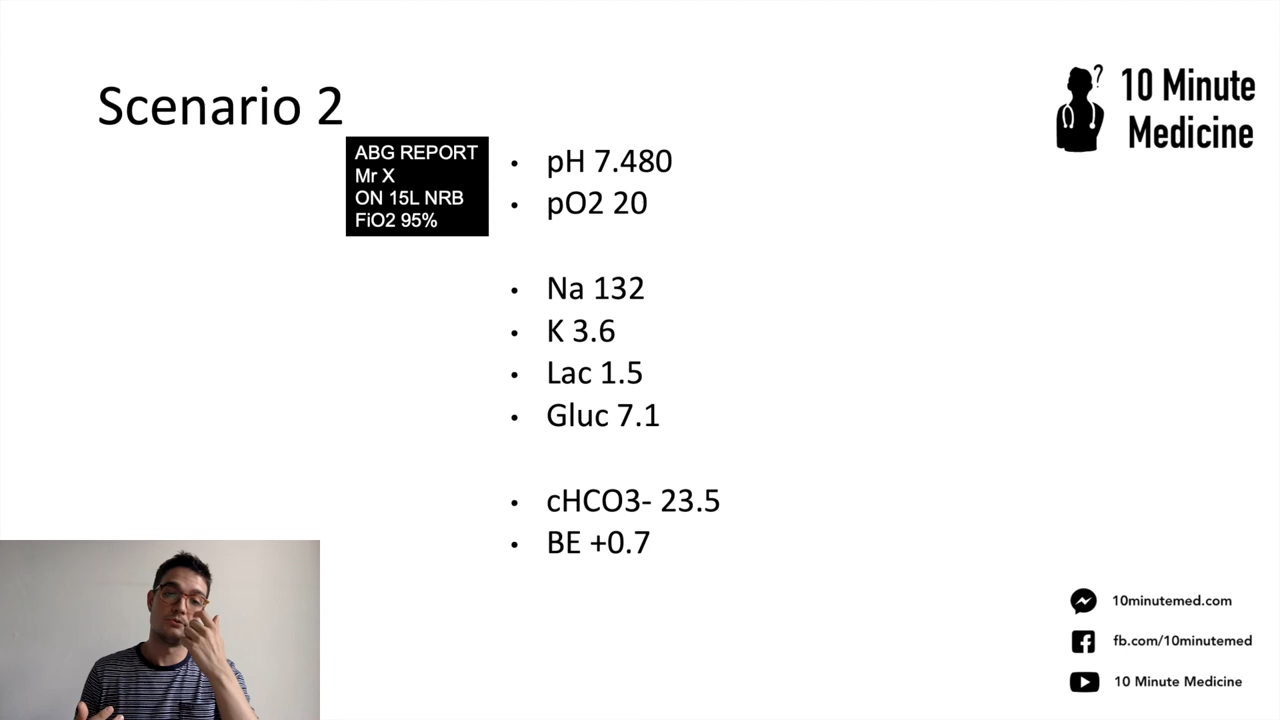 Scenario 2
10 Minute
Medicine
ABG REPORT
Mr X
ON 15L NRB
FiO2 95%
• pH 7.480
• pO2 20
• Na 132
• K 3.6
• Lac 1.5
• Gluc 7.1
• cHCO3- 23.5
• BE +0.7
10minutemed.com
fb.com/10minutemed
10 Minute Medicine